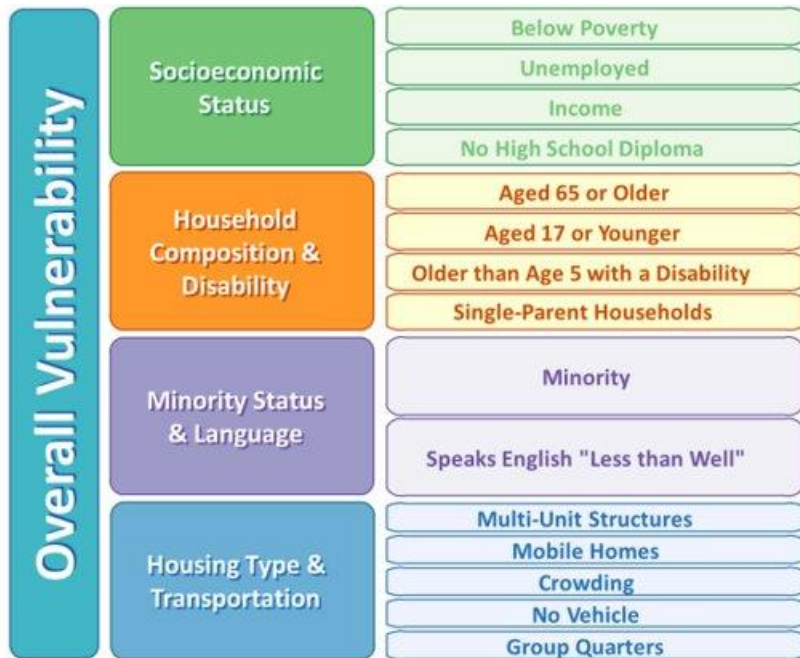 Overall Vulnerability
Socioeconomic
Status
Below Poverty
Unemployed
Income
No High School Diploma
Household
Composition &
Disability
Aged 65 or Older
Aged 17 or Younger
Older than Age 5 with a Disability
Single-Parent Households
Minority Status
& Language
Minority
Speaks English "Less than Well"
Housing Type &
Transportation
Multi-Unit Structures
Mobile Homes
Crowding
No Vehicle
Group Quarters